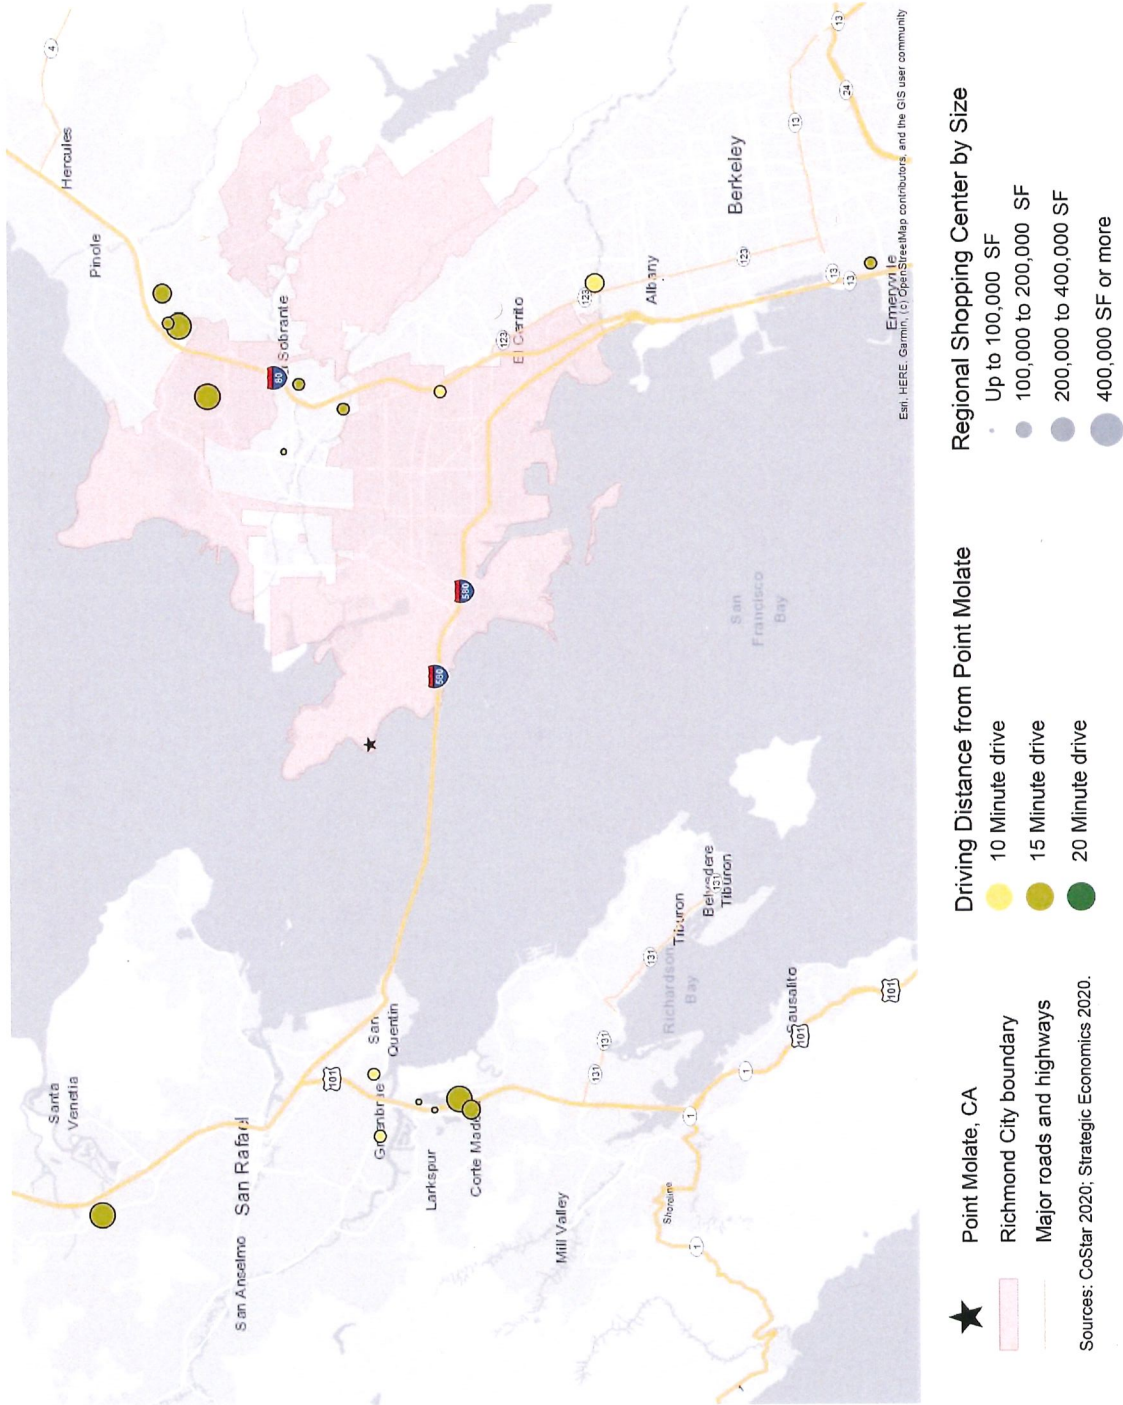 4
Hercules
Pinole
Sobrante
80
123
El Cerrito
123
Albany
123
Berkeley
13
24
13
13
13
Emeryville
580
580
San
Francisco
Bay
Santa
Venetia
San Rafael
San Anselmo
101
San
Quentin
Greenbrae
Larkspur
Corte Madera
Mill Valley
131
131
131
Tiburon
Belvedere
131
Tiburon
Richardson
Bay
Sausalito
101
101
1
1
1
Shoreline
Esri, HERE, Garmin, (c) OpenStreetMap contributors, and the GIS user community
Point Molate, CA
Richmond City boundary
Major roads and highways
Sources: CoStar 2020; Strategic Economics 2020.
Driving Distance from Point Molate
10 Minute drive
15 Minute drive
20 Minute drive
Regional Shopping Center by Size
Up to 100,000 SF
100,000 to 200,000 SF
200,000 to 400,000 SF
400,000 SF or more